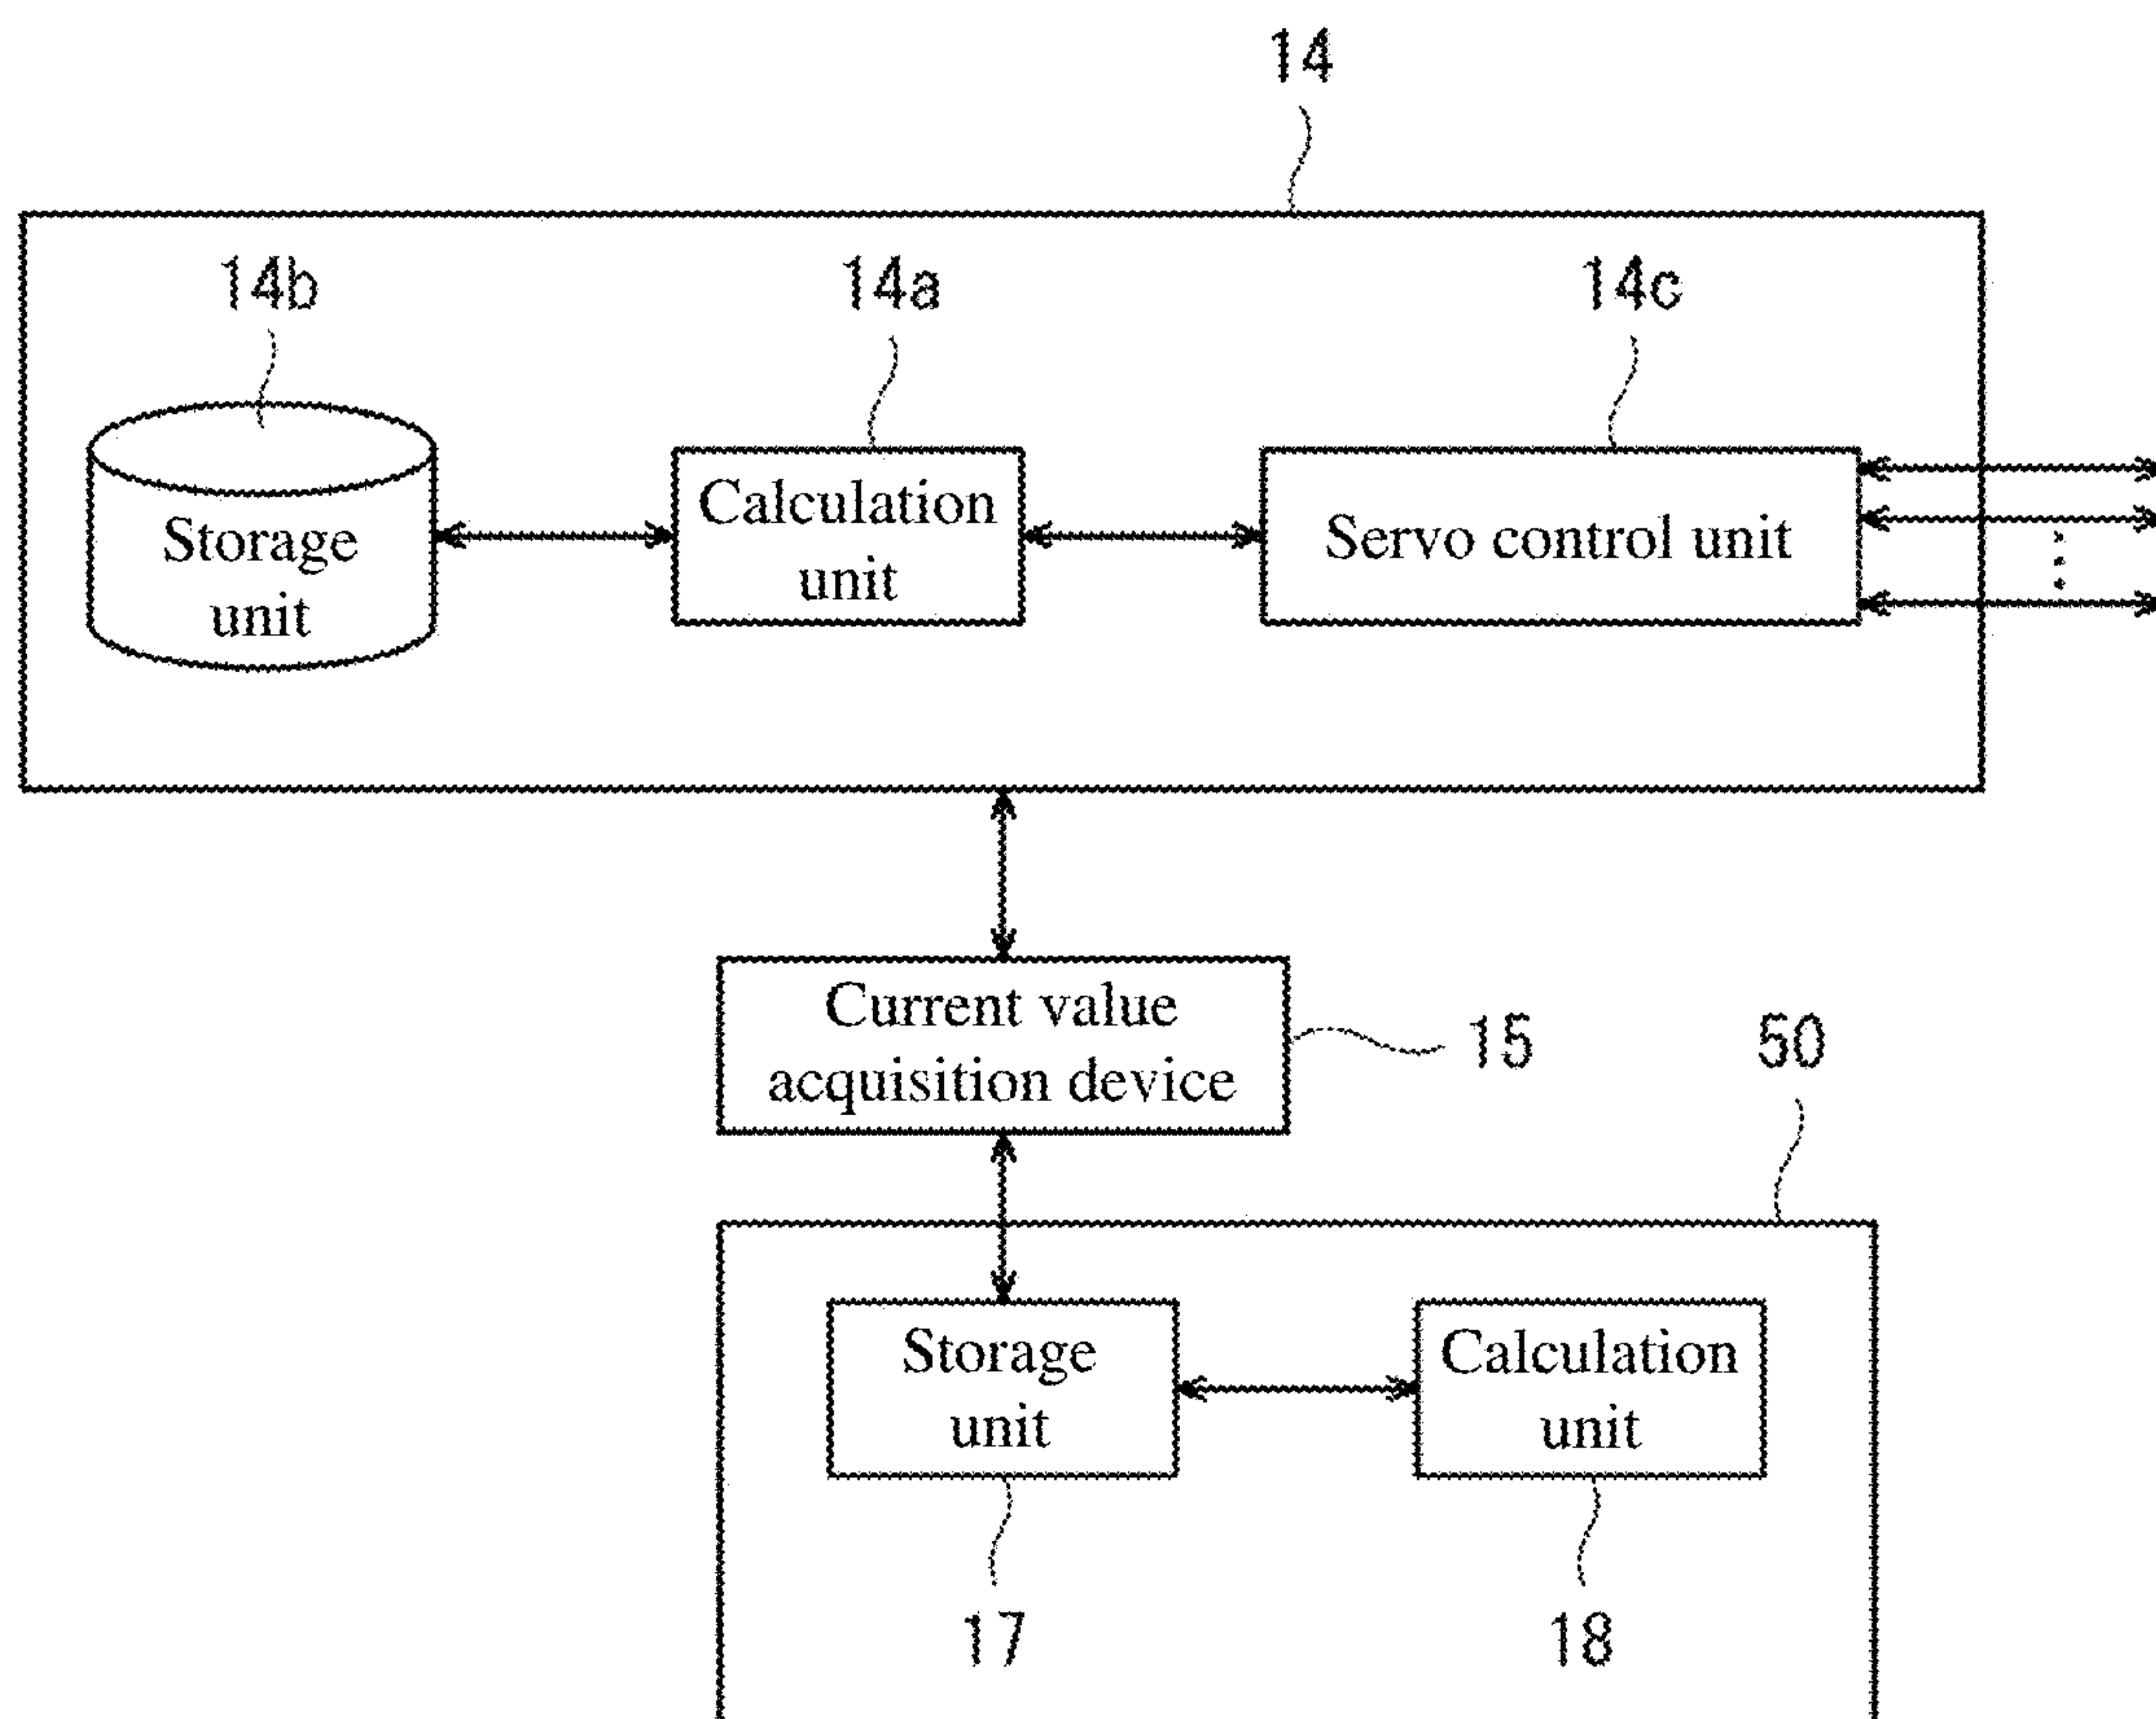 14
14b
14a
14c
Storage
unit
Calculation
unit
Servo control unit
Current value
acquisition device
15
50
Storage
unit
Calculation
unit
17
18